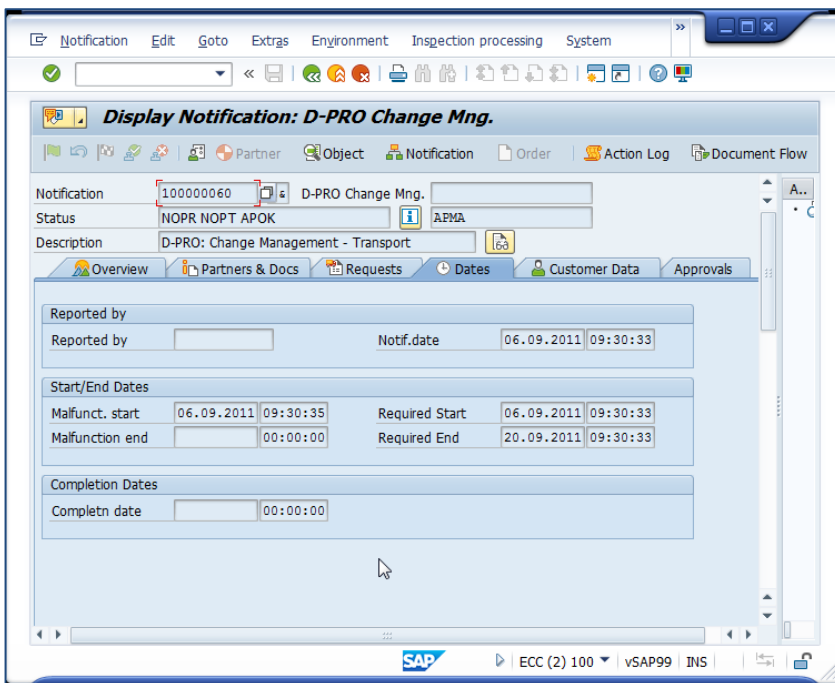 »
Notification Edit Goto Extras Environment Inspection processing System
«
Display Notification: D-PRO Change Mng.
Partner Object Notification Order Action Log Document Flow
Notification 100000060 D-PRO Change Mng.
A..
Status NOPR NOPT APOK APMA
Description D-PRO: Change Management - Transport
Overview Partners & Docs Requests Dates Customer Data Approvals
Reported by
Reported by Notif.date 06.09.2011 09:30:33
Start/End Dates
Malfunct. start 06.09.2011 09:30:35 Required Start 06.09.2011 09:30:33
Malfunction end 00:00:00 Required End 20.09.2011 09:30:33
Completion Dates
Completn date 00:00:00
SAP ECC (2) 100 vSAP99 INS